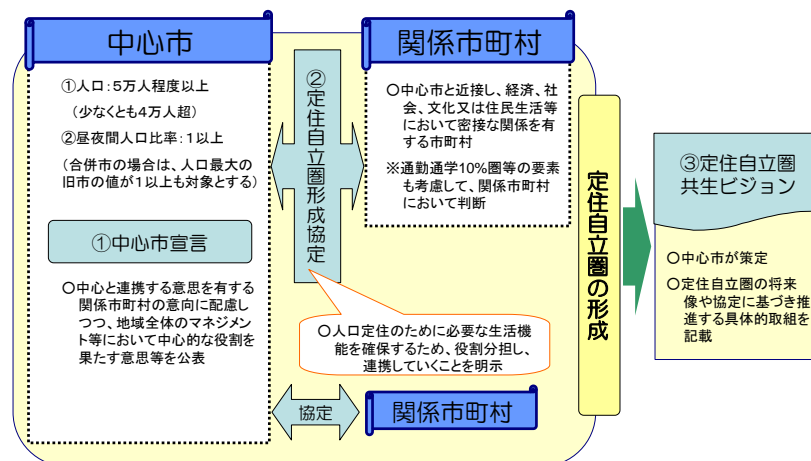 中心市
①人口:5万人程度以上
(少なくとも4万人超)
②昼夜間人口比率:1以上
(合併市の場合は、人口最大の
旧市の値が1以上も対象とする)
①中心市宣言
○中心と連携する意思を有する
関係市町村の意向に配慮し
つつ、地域全体のマネジメン
ト等において中心的な役割を
果たす意思等を公表
②定住自立圏形成協定
関係市町村
○中心市と近接し、経済、社
会、文化又は住民生活等
において密接な関係を有
する市町村
※通勤通学10%圏等の要素
も考慮して、関係市町村
において判断
○人口定住のために必要な生活機
能を確保するため、役割分担し、
連携していくことを明示
協定
関係市町村
定住自立圏の形成
③定住自立圏
共生ビジョン
○中心市が策定
○定住自立圏の将来
像や協定に基づき推
進する具体的取組を
記載